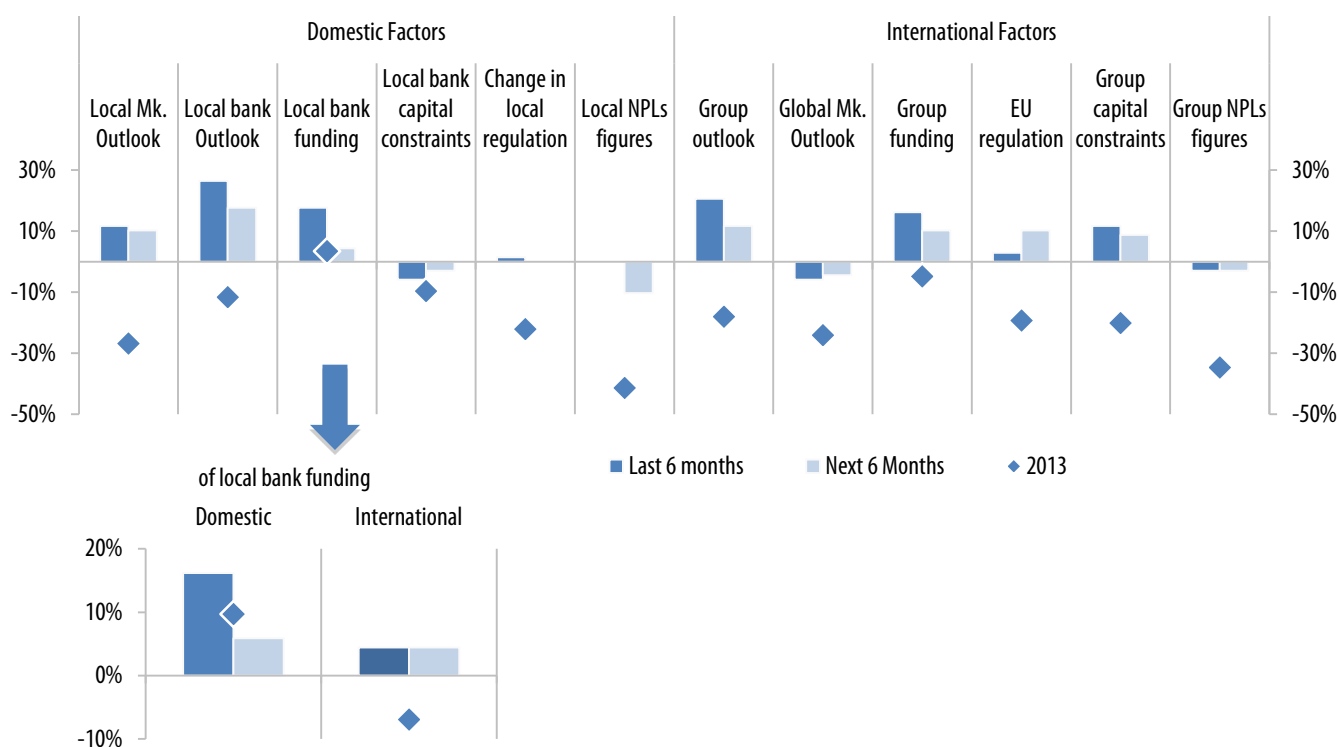 Domestic Factors
International Factors
Local Mk.
Outlook
Local bank
Outlook
Local bank
funding
Local bank
capital
constraints
Change in
local
regulation
Local NPLs
figures
Group
outlook
Global Mk.
Outlook
Group
funding
EU
regulation
Group
capital
constraints
Group NPLs
figures
30%
10%
-10%
-30%
-50%
30%
10%
-10%
-30%
-50%
Last 6 months
Next 6 Months
2013
of local bank funding
Domestic
International
20%
10%
0%
-10%